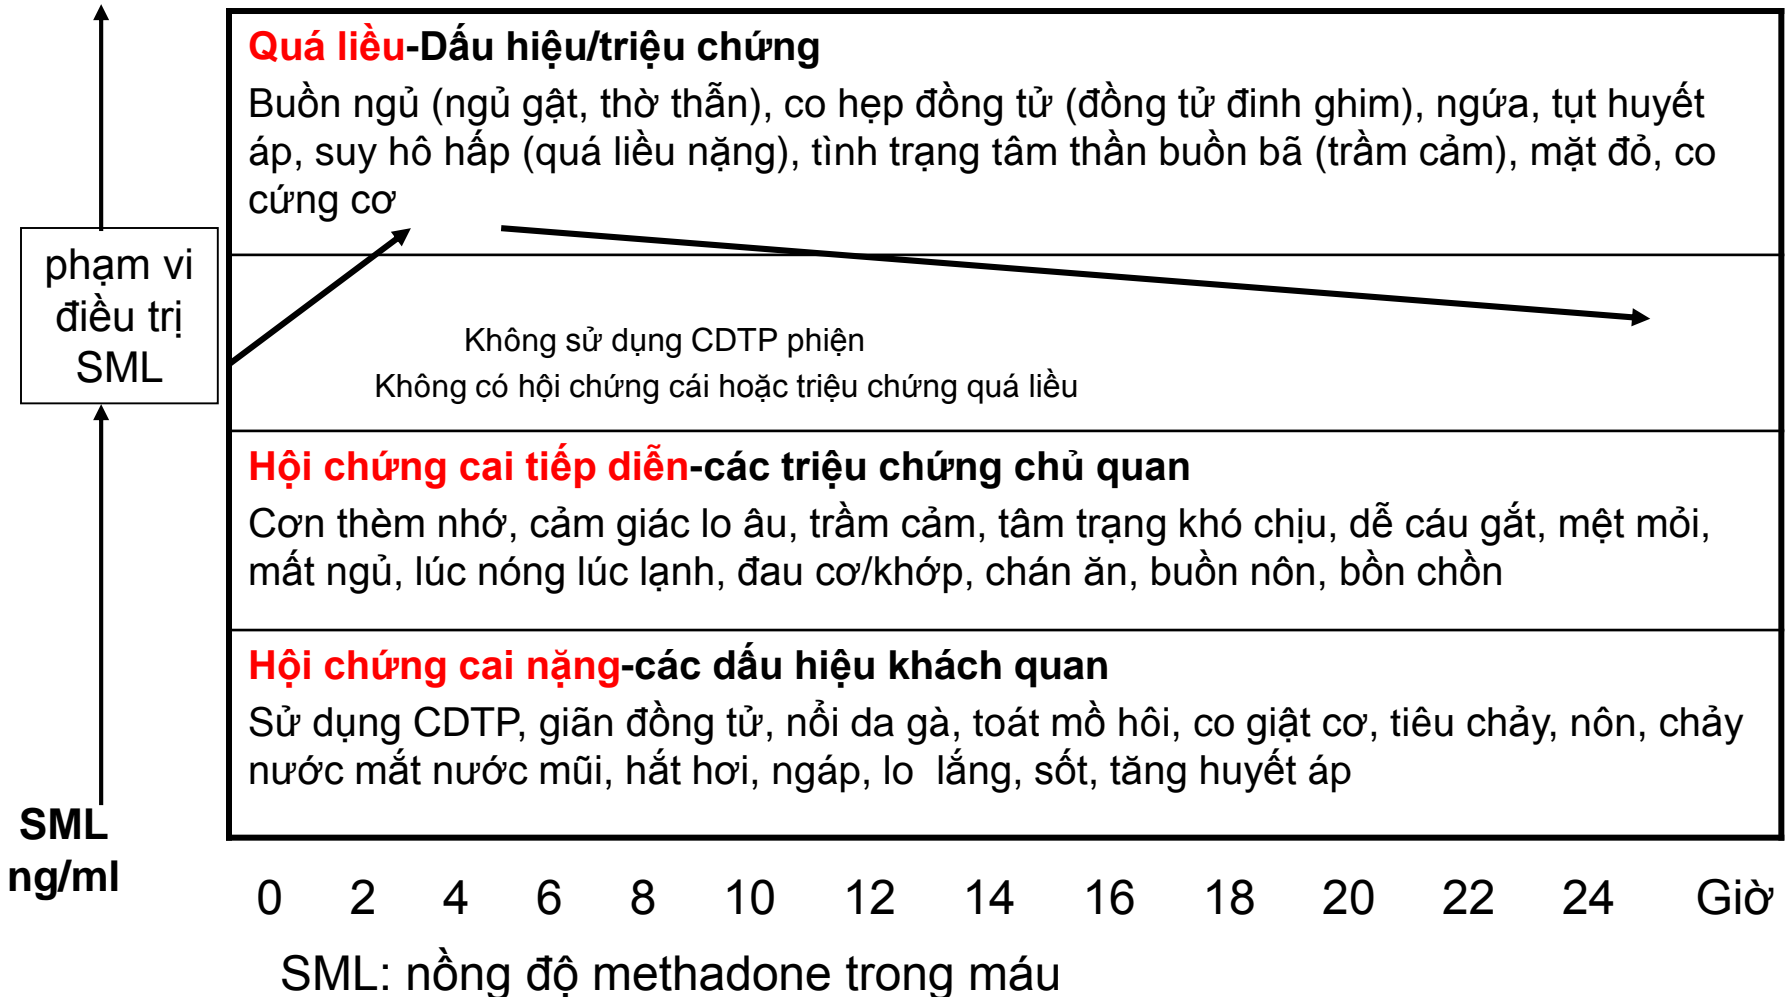 Quá liều-Dấu hiệu/triệu chứng
Buồn ngủ (ngủ gật, thờ thẫn), co hẹp đồng tử (đồng tử đinh ghim), ngứa, tụt huyết
áp, suy hô hấp (quá liều nặng), tình trạng tâm thần buồn bã (trầm cảm), mặt đỏ, co
cứng cơ
phạm vi
điều trị
SML
Không sử dụng CDTP phiện
Không có hội chứng cái hoặc triệu chứng quá liều
Hội chứng cai tiếp diễn-các triệu chứng chủ quan
Cơn thèm nhớ, cảm giác lo âu, trầm cảm, tâm trạng khó chịu, dễ cáu gắt, mệt mỏi,
mất ngủ, lúc nóng lúc lạnh, đau cơ/khớp, chán ăn, buồn nôn, bồn chồn
Hội chứng cai nặng-các dấu hiệu khách quan
Sử dụng CDTP, giãn đồng tử, nổi da gà, toát mồ hôi, co giật cơ, tiêu chảy, nôn, chảy
nước mắt nước mũi, hắt hơi, ngáp, lo lắng, sốt, tăng huyết áp
SML
ng/ml
0 2 4 6 8 10 12 14 16 18 20 22 24 Giờ
SML: nồng độ methadone trong máu